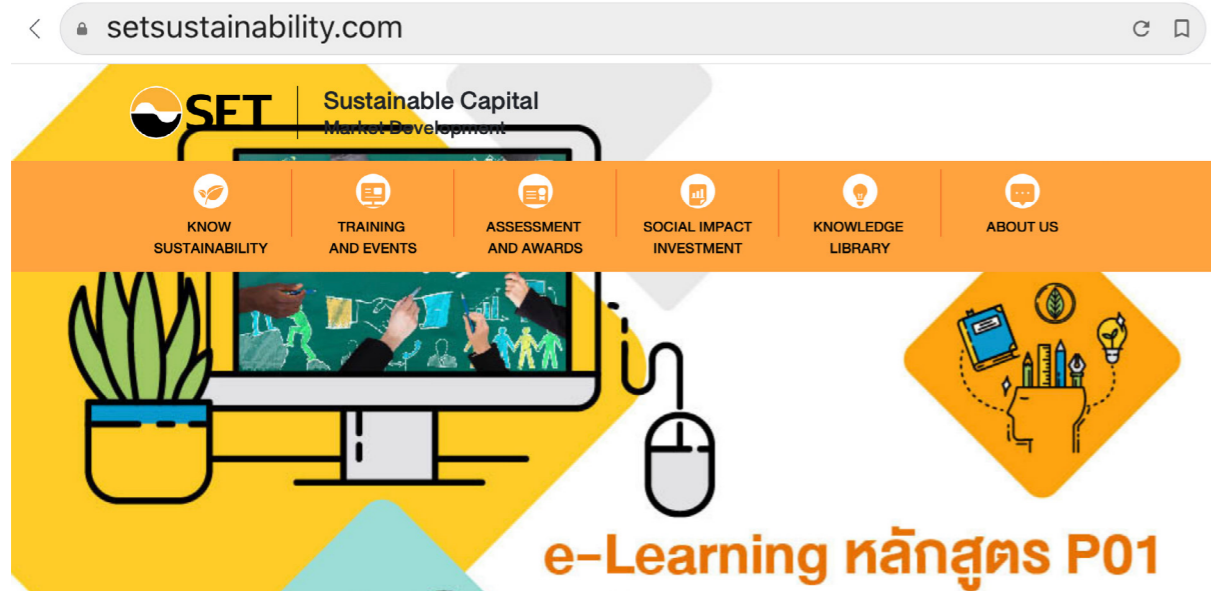 setsustainability.com
SET
Sustainable Capital
Market Development
KNOW
SUSTAINABILITY
TRAINING
AND EVENTS
ASSESSMENT
AND AWARDS
SOCIAL IMPACT
INVESTMENT
KNOWLEDGE
LIBRARY
ABOUT US
e-Learning หลักสูตร P01